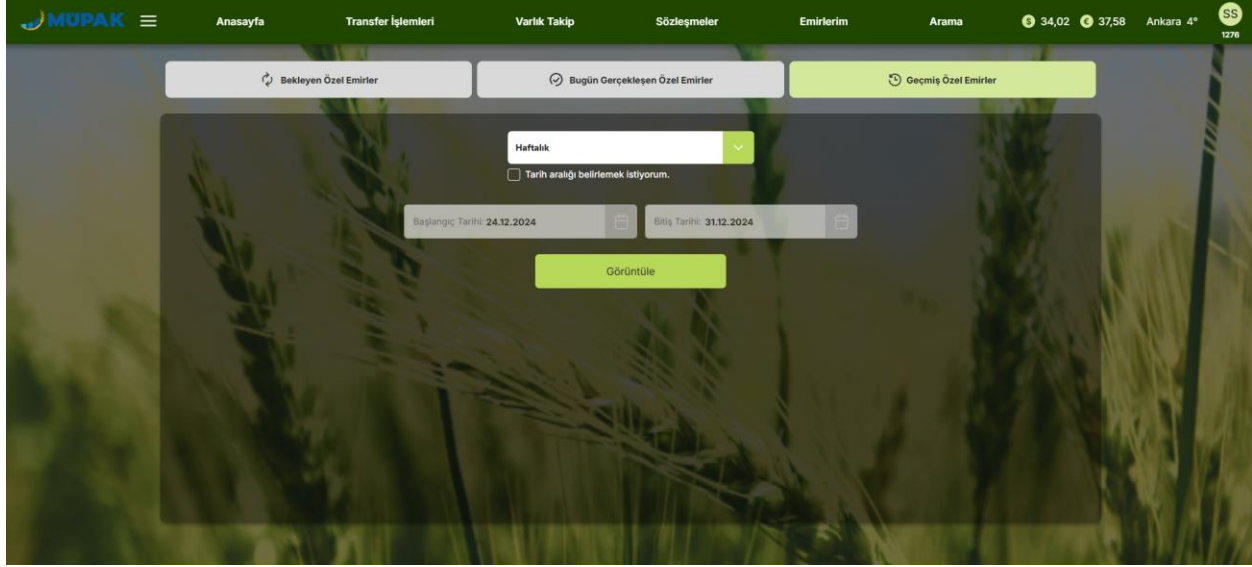 MÜPAK Anasayfa Transfer İşlemleri Varlık Takip Sözleşmeler Emirlerim Arama $ 34,02 € 37,58 Ankara 4° SS
1276
Bekleyen Özel Emirler Bugün Gerçekleşen Özel Emirler Geçmiş Özel Emirler
Haftalık
Tarih aralığı belirlemek istiyorum.
Başlangıç Tarihi: 24.12.2024 Bitiş Tarihi: 31.12.2024
Görüntüle